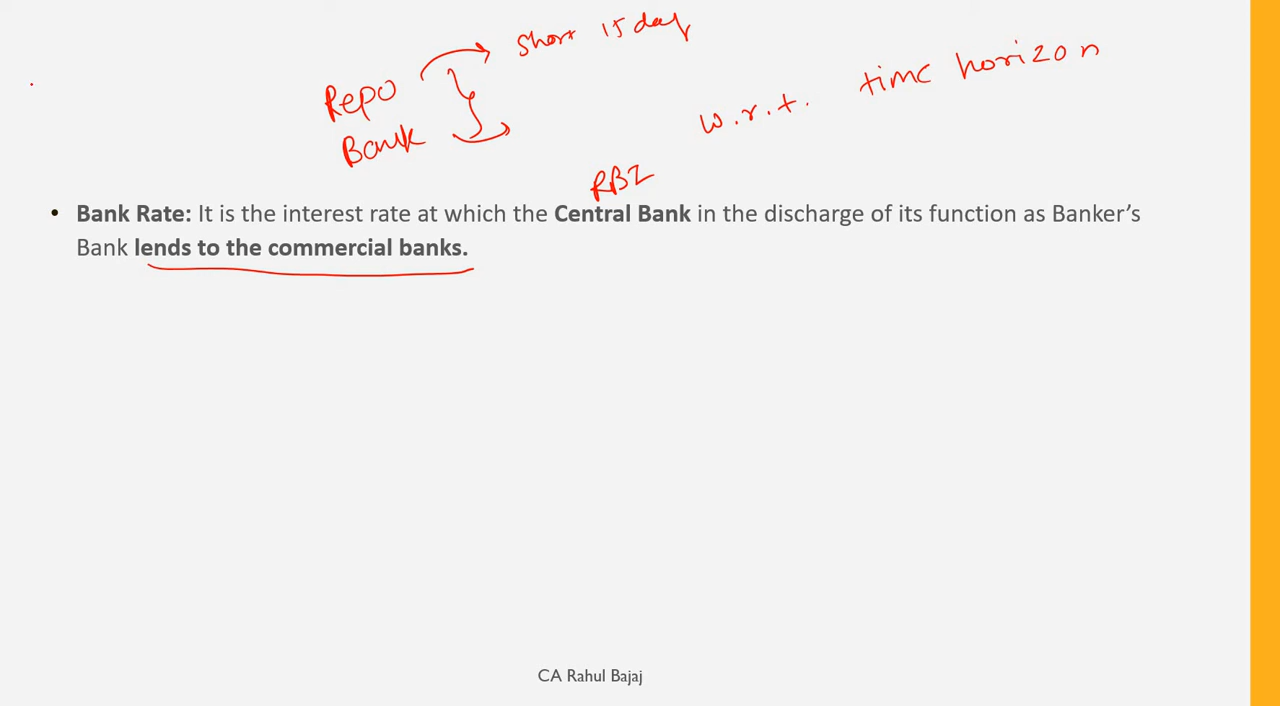 short 15 day
Repo
Bank
w.r.t. time horizon
RBI
• Bank Rate: It is the interest rate at which the Central Bank in the discharge of its function as Banker’s
Bank lends to the commercial banks.
CA Rahul Bajaj